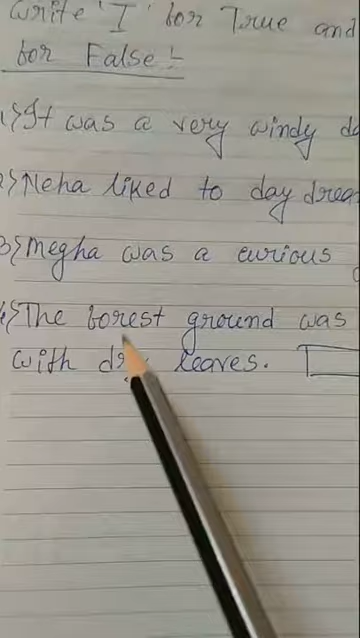 Write 'T' for True and
for False :-
1) It was a very windy da
2) Neha liked to day drea
3) Megha was a curious
4) The forest ground was
with dry leaves.